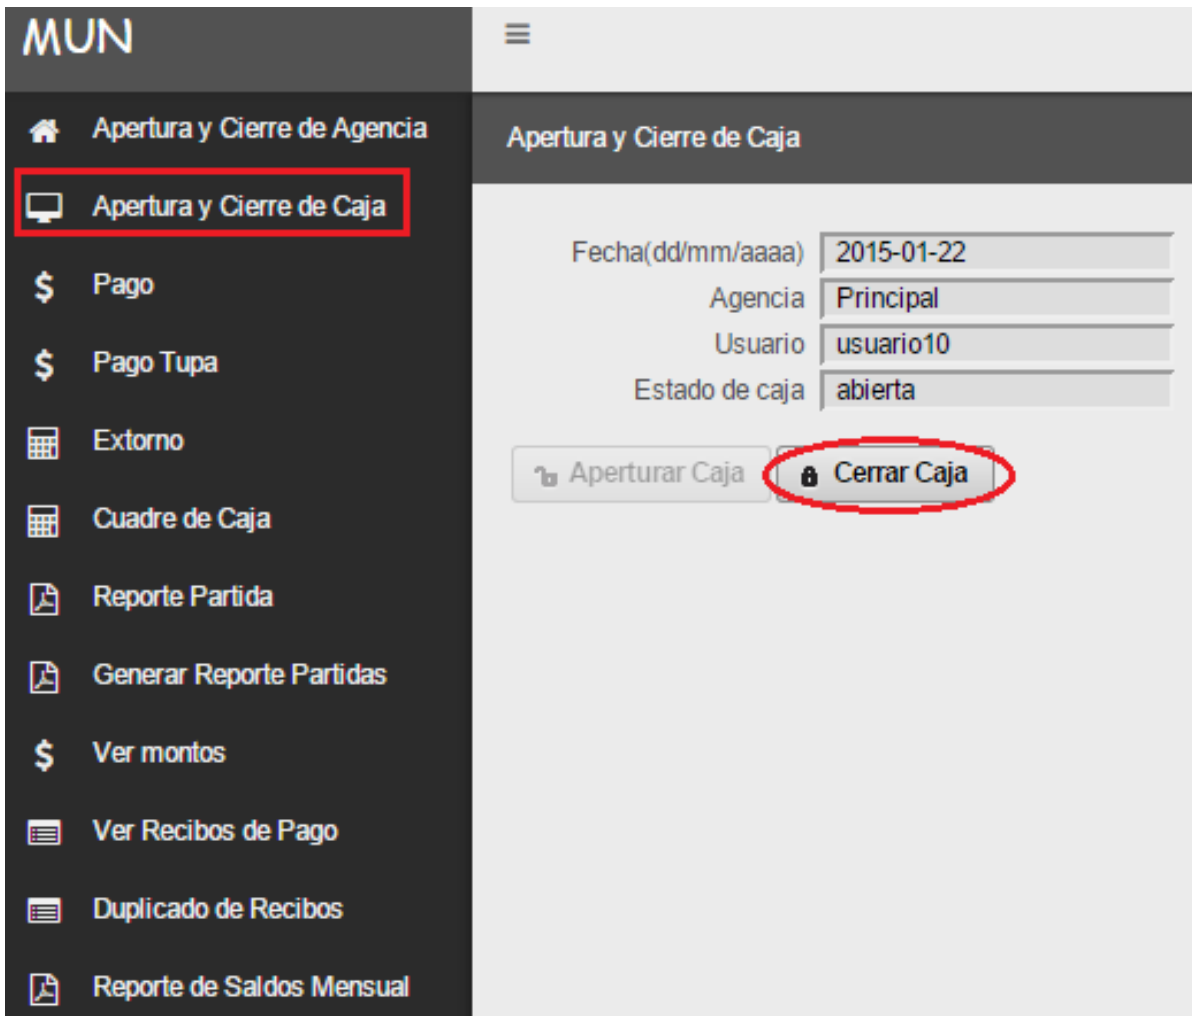 MUN
Apertura y Cierre de Agencia
Apertura y Cierre de Caja
Pago
Pago Tupa
Extorno
Cuadre de Caja
Reporte Partida
Generar Reporte Partidas
Ver montos
Ver Recibos de Pago
Duplicado de Recibos
Reporte de Saldos Mensual
Apertura y Cierre de Caja
Fecha(dd/mm/aaaa) 2015-01-22
Agencia Principal
Usuario usuario10
Estado de caja abierta
Aperturar Caja Cerrar Caja